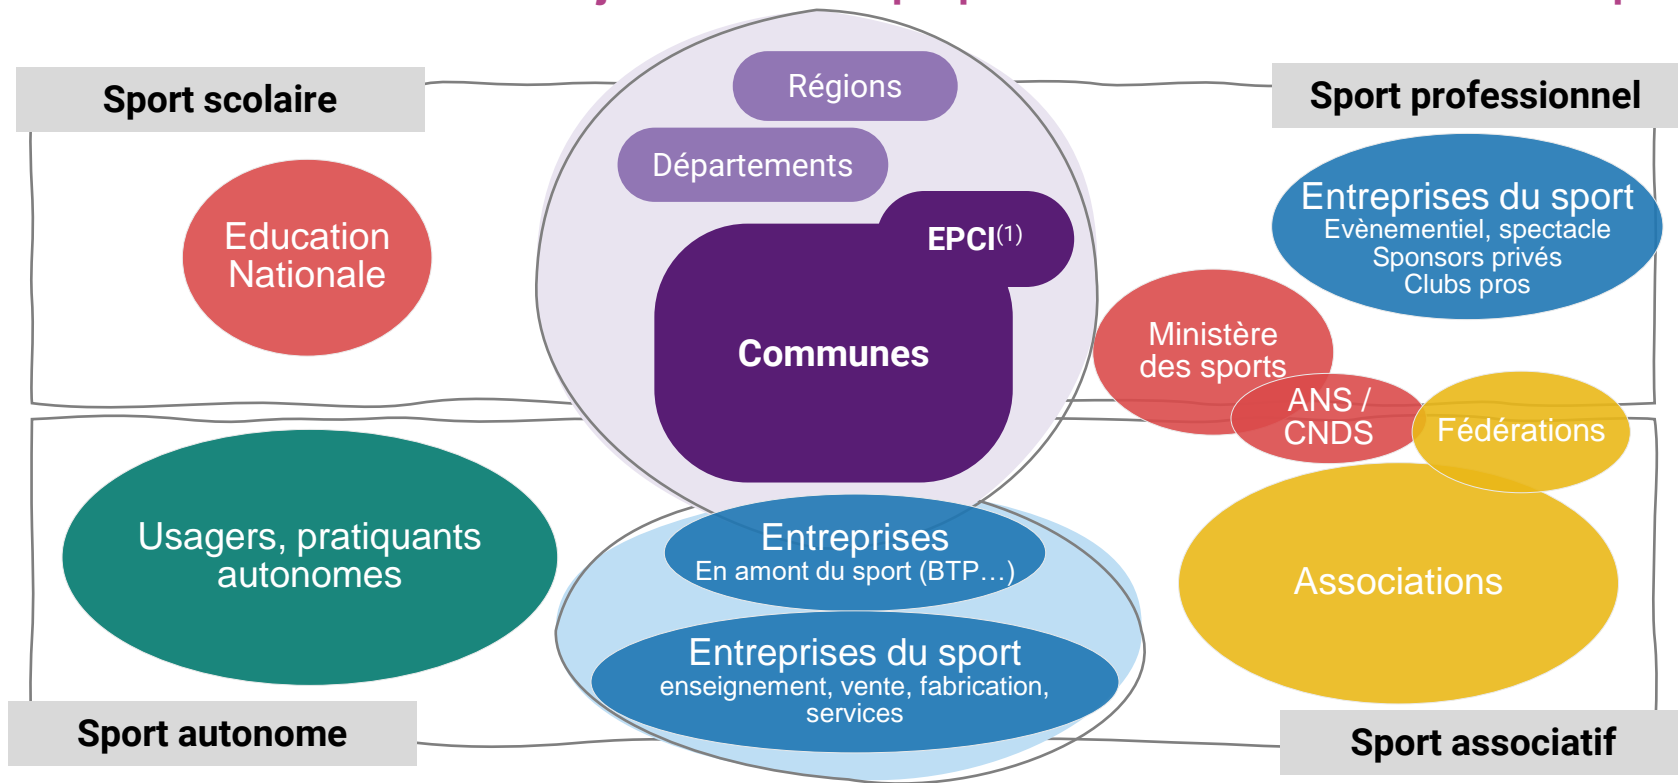 Sport scolaire
Education
Nationale
Régions
Départements
EPCI(1)
Communes
Sport professionnel
Entreprises du sport
Evènementiel, spectacle
Sponsors privés
Clubs pros
Ministère
des sports
ANS /
CNDS
Fédérations
Usagers, pratiquants
autonomes
Entreprises
En amont du sport (BTP…)
Entreprises du sport
enseignement, vente, fabrication,
services
Associations
Sport autonome
Sport associatif